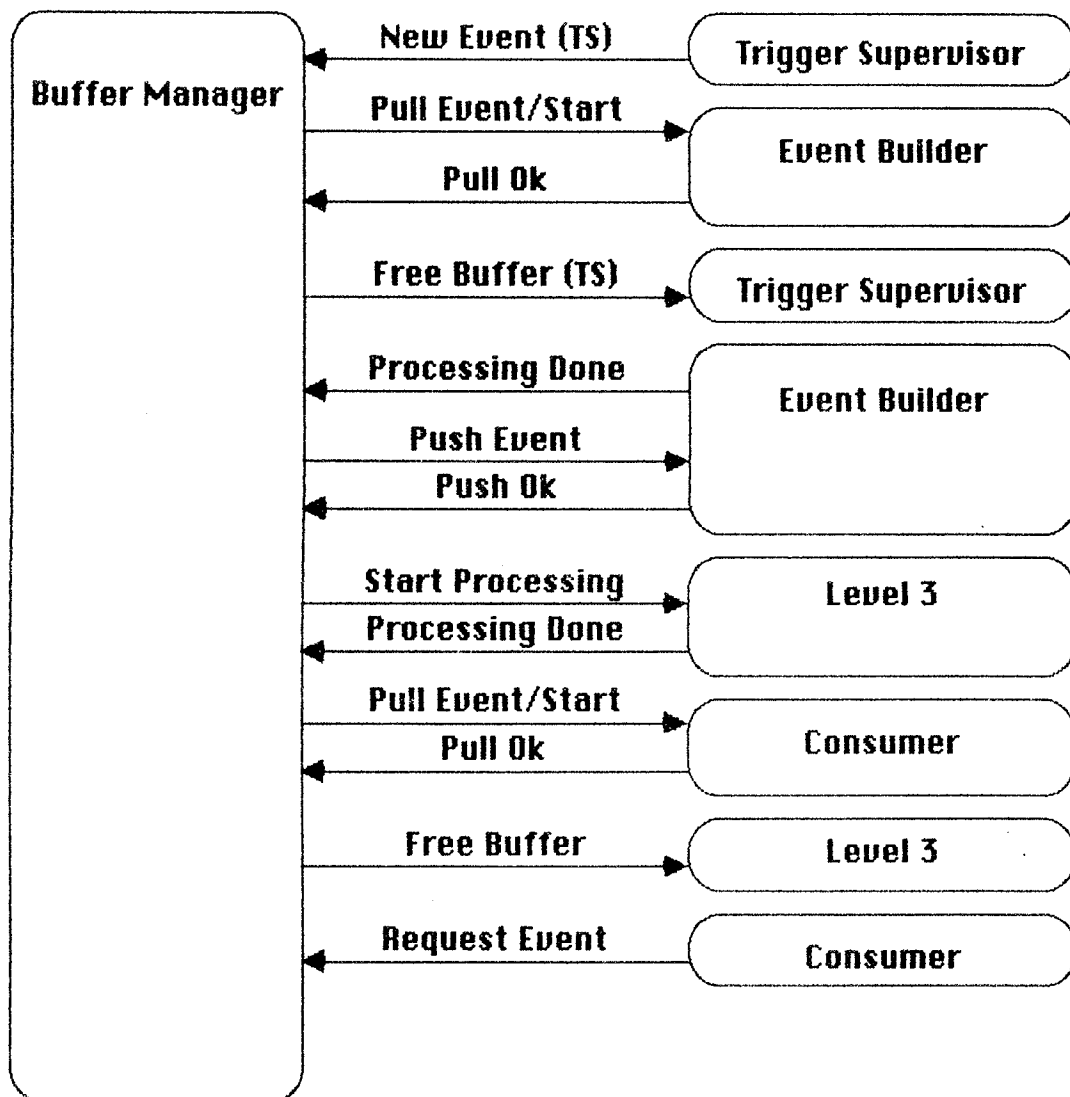 New Event (TS)
Trigger Supervisor
Buffer Manager
Pull Event/Start
Event Builder
Pull Ok
Free Buffer (TS)
Trigger Supervisor
Processing Done
Event Builder
Push Event
Push Ok
Start Processing
Level 3
Processing Done
Pull Event/Start
Consumer
Pull Ok
Free Buffer
Level 3
Request Event
Consumer